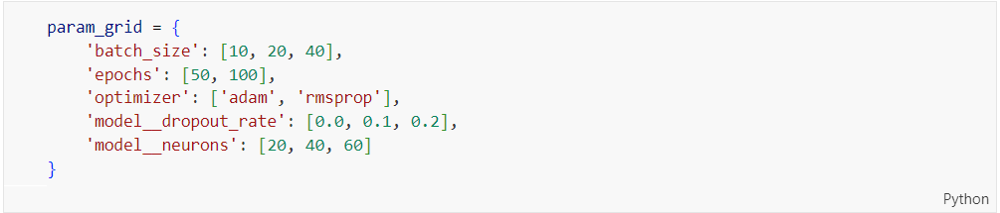 param_grid = {
    'batch_size': [10, 20, 40],
    'epochs': [50, 100],
    'optimizer': ['adam', 'rmsprop'],
    'model__dropout_rate': [0.0, 0.1, 0.2],
    'model__neurons': [20, 40, 60]
}
Python